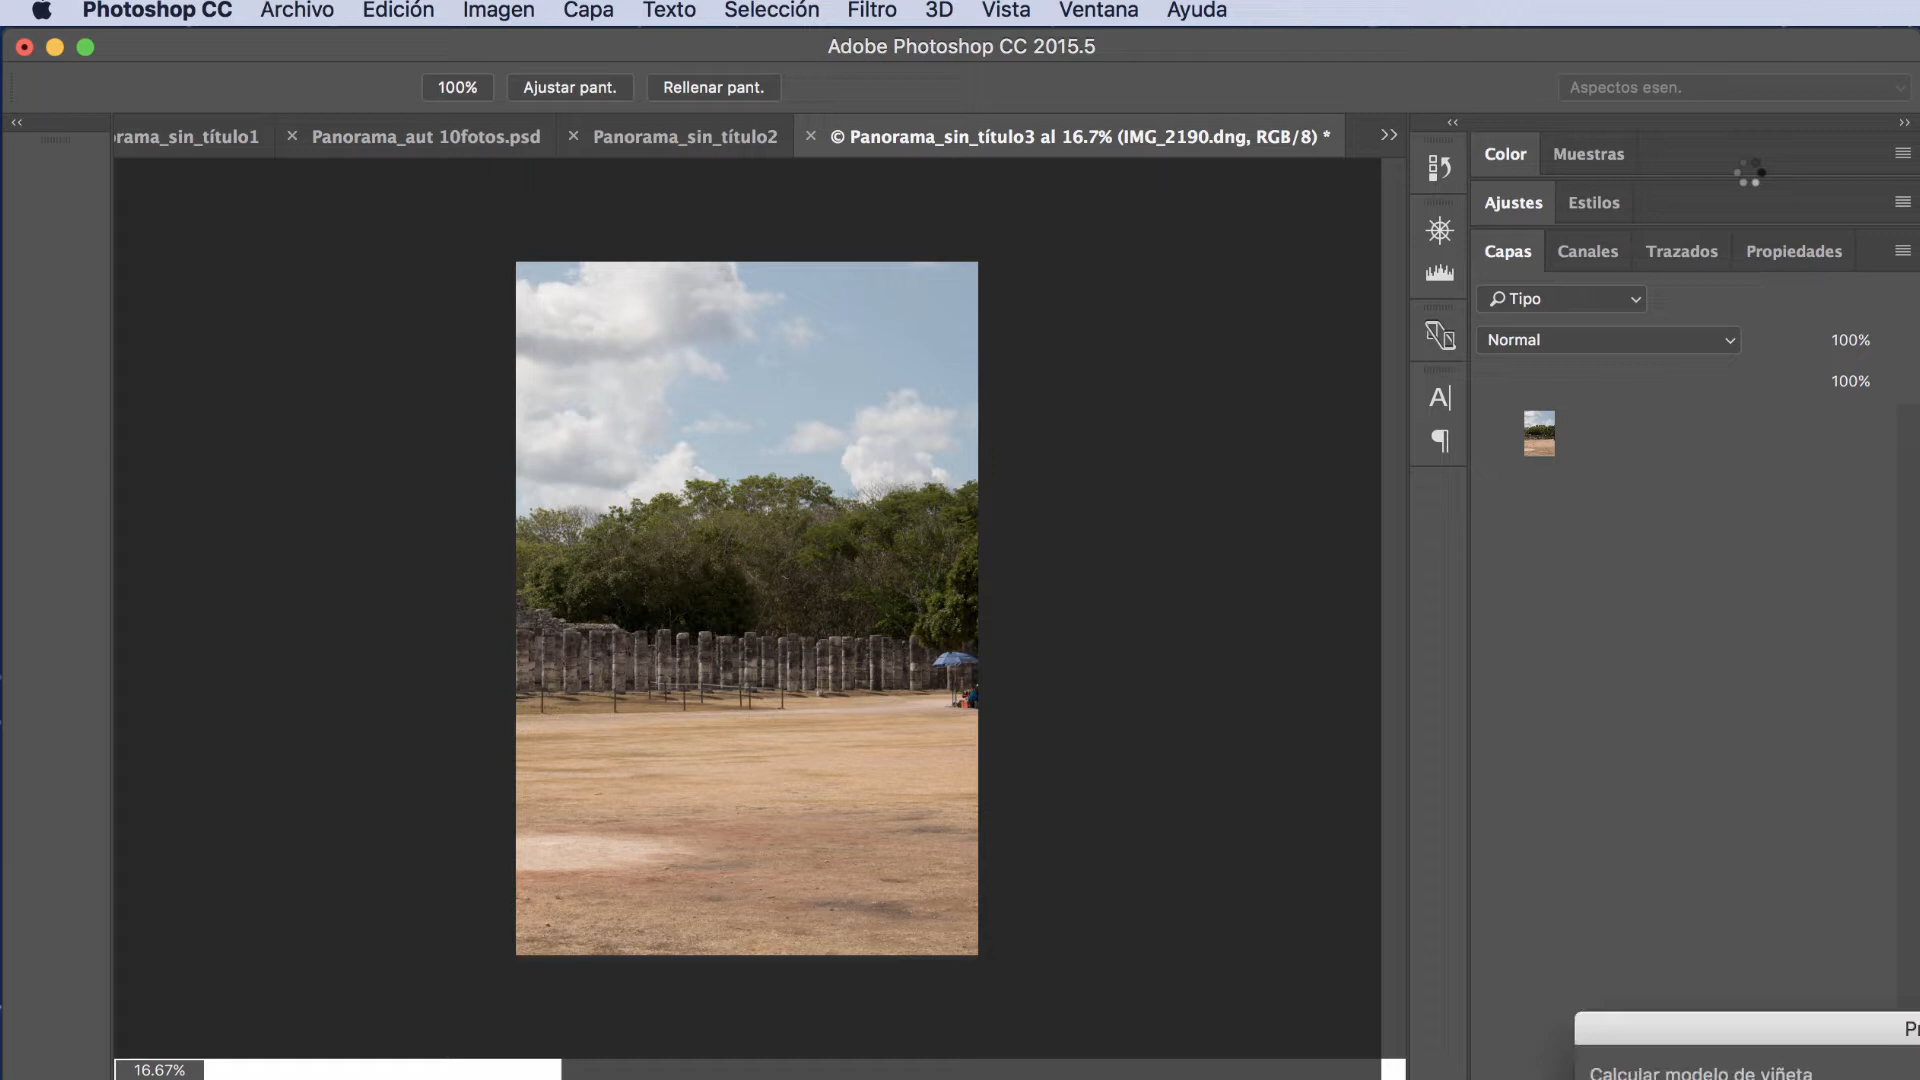 Photoshop CC Archivo Edición Imagen Capa Texto Selección Filtro 3D Vista Ventana Ayuda
Adobe Photoshop CC 2015.5
100% Ajustar pant. Rellenar pant. Aspectos esen.
rama_sin_título1 × Panorama_aut 10fotos.psd × Panorama_sin_título2 × © Panorama_sin_título3 al 16.7% (IMG_2190.dng, RGB/8) *
Color Muestras
Ajustes Estilos
Capas Canales Trazados Propiedades
Tipo
Normal 100%
100%
Calcular modelo de viñeta
16.67%